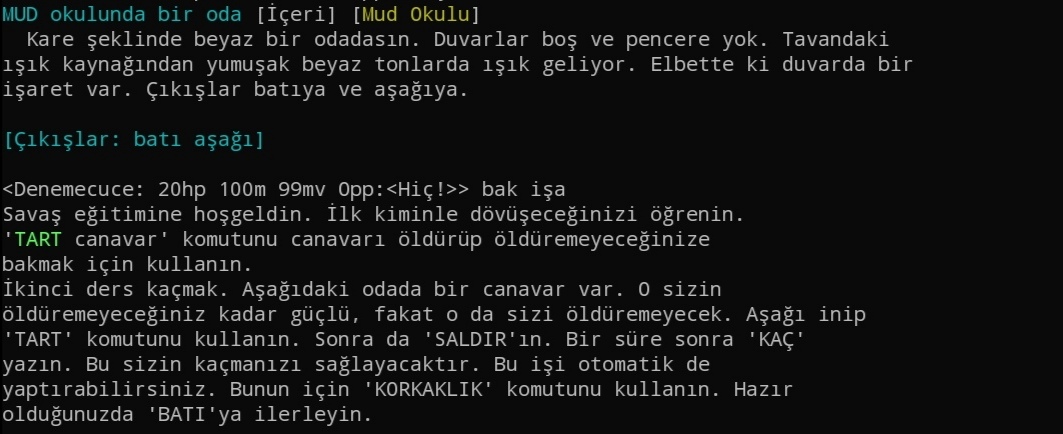 MUD okulunda bir oda [İçeri] [Mud Okulu]
Kare şeklinde beyaz bir odadasın. Duvarlar boş ve pencere yok. Tavandaki
ışık kaynağından yumuşak beyaz tonlarda ışık geliyor. Elbette ki duvarda bir
işaret var. Çıkışlar batıya ve aşağıya.
[Çıkışlar: batı aşağı]
<Denemecuce: 20hp 100m 99mv Opp:<Hiç!>> bak işa
Savaş eğitimine hoşgeldin. İlk kiminle dövüşeceğinizi öğrenin.
'TART canavar' komutunu canavarı öldürüp öldüremeyeceğinize
bakmak için kullanın.
İkinci ders kaçmak. Aşağıdaki odada bir canavar var. O sizin
öldüremeyeceğiniz kadar güçlü, fakat o da sizi öldüremeyecek. Aşağı inip
'TART' komutunu kullanın. Sonra da 'SALDIR'ın. Bir süre sonra 'KAÇ'
yazın. Bu sizin kaçmanızı sağlayacaktır. Bu işi otomatik de
yaptırabilirsiniz. Bunun için 'KORKAKLIK' komutunu kullanın. Hazır
olduğunuzda 'BATI'ya ilerleyin.